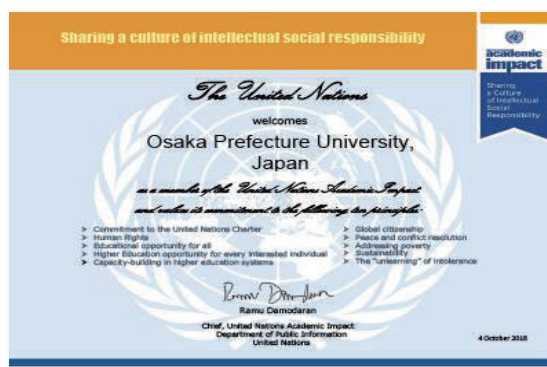 Sharing a culture of intellectual social responsibility
academic
impact
Sharing
a Culture
of Intellectual
Social
Responsibility
The United Nations
welcomes
Osaka Prefecture University,
Japan
as a member of the United Nations Academic Impact
and values its commitment to the following ten principles:
➤ Commitment to the United Nations Charter
➤ Human Rights
➤ Educational opportunity for all
➤ Higher Education opportunity for every interested individual
➤ Capacity-building in higher education systems
➤ Global citizenship
➤ Peace and conflict resolution
➤ Addressing poverty
➤ Sustainability
➤ The "unlearning" of intolerance
Ramu Damodaran
Ramu Damodaran
Chief, United Nations Academic Impact
Department of Public Information
United Nations
4 October 2018